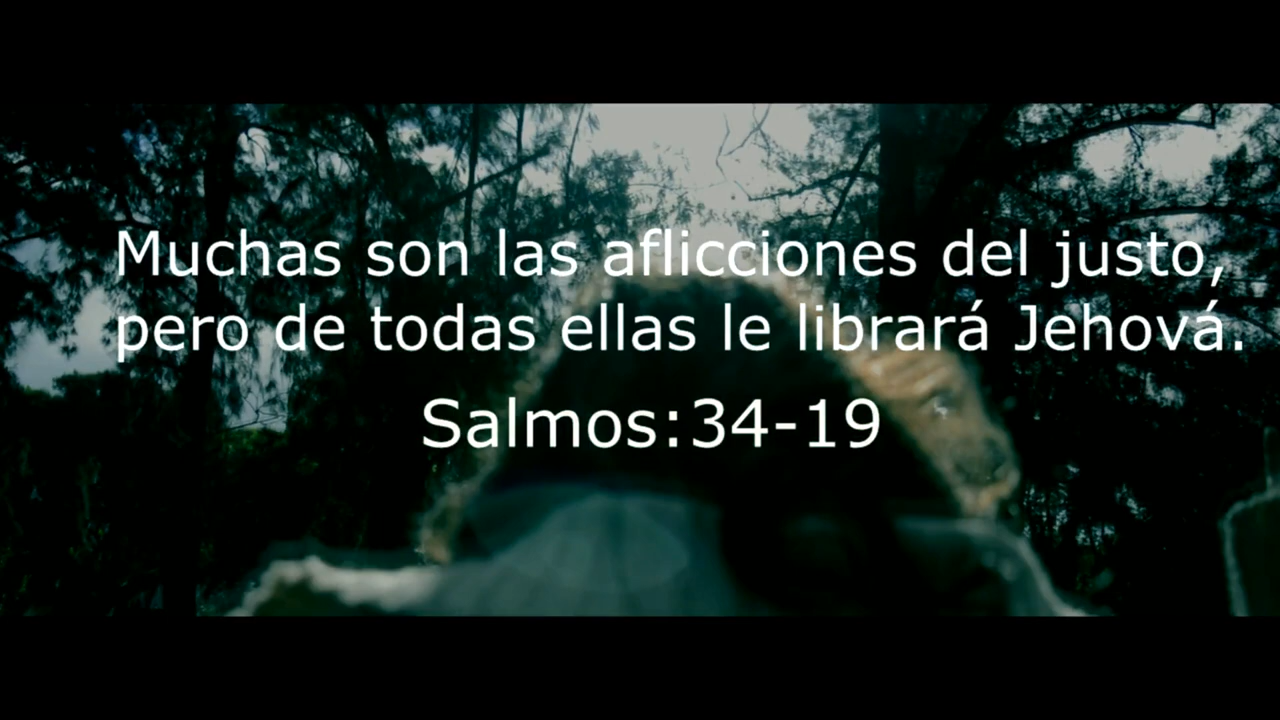 Muchas son las aflicciones del justo,
pero de todas ellas le librará Jehová.
Salmos:34-19